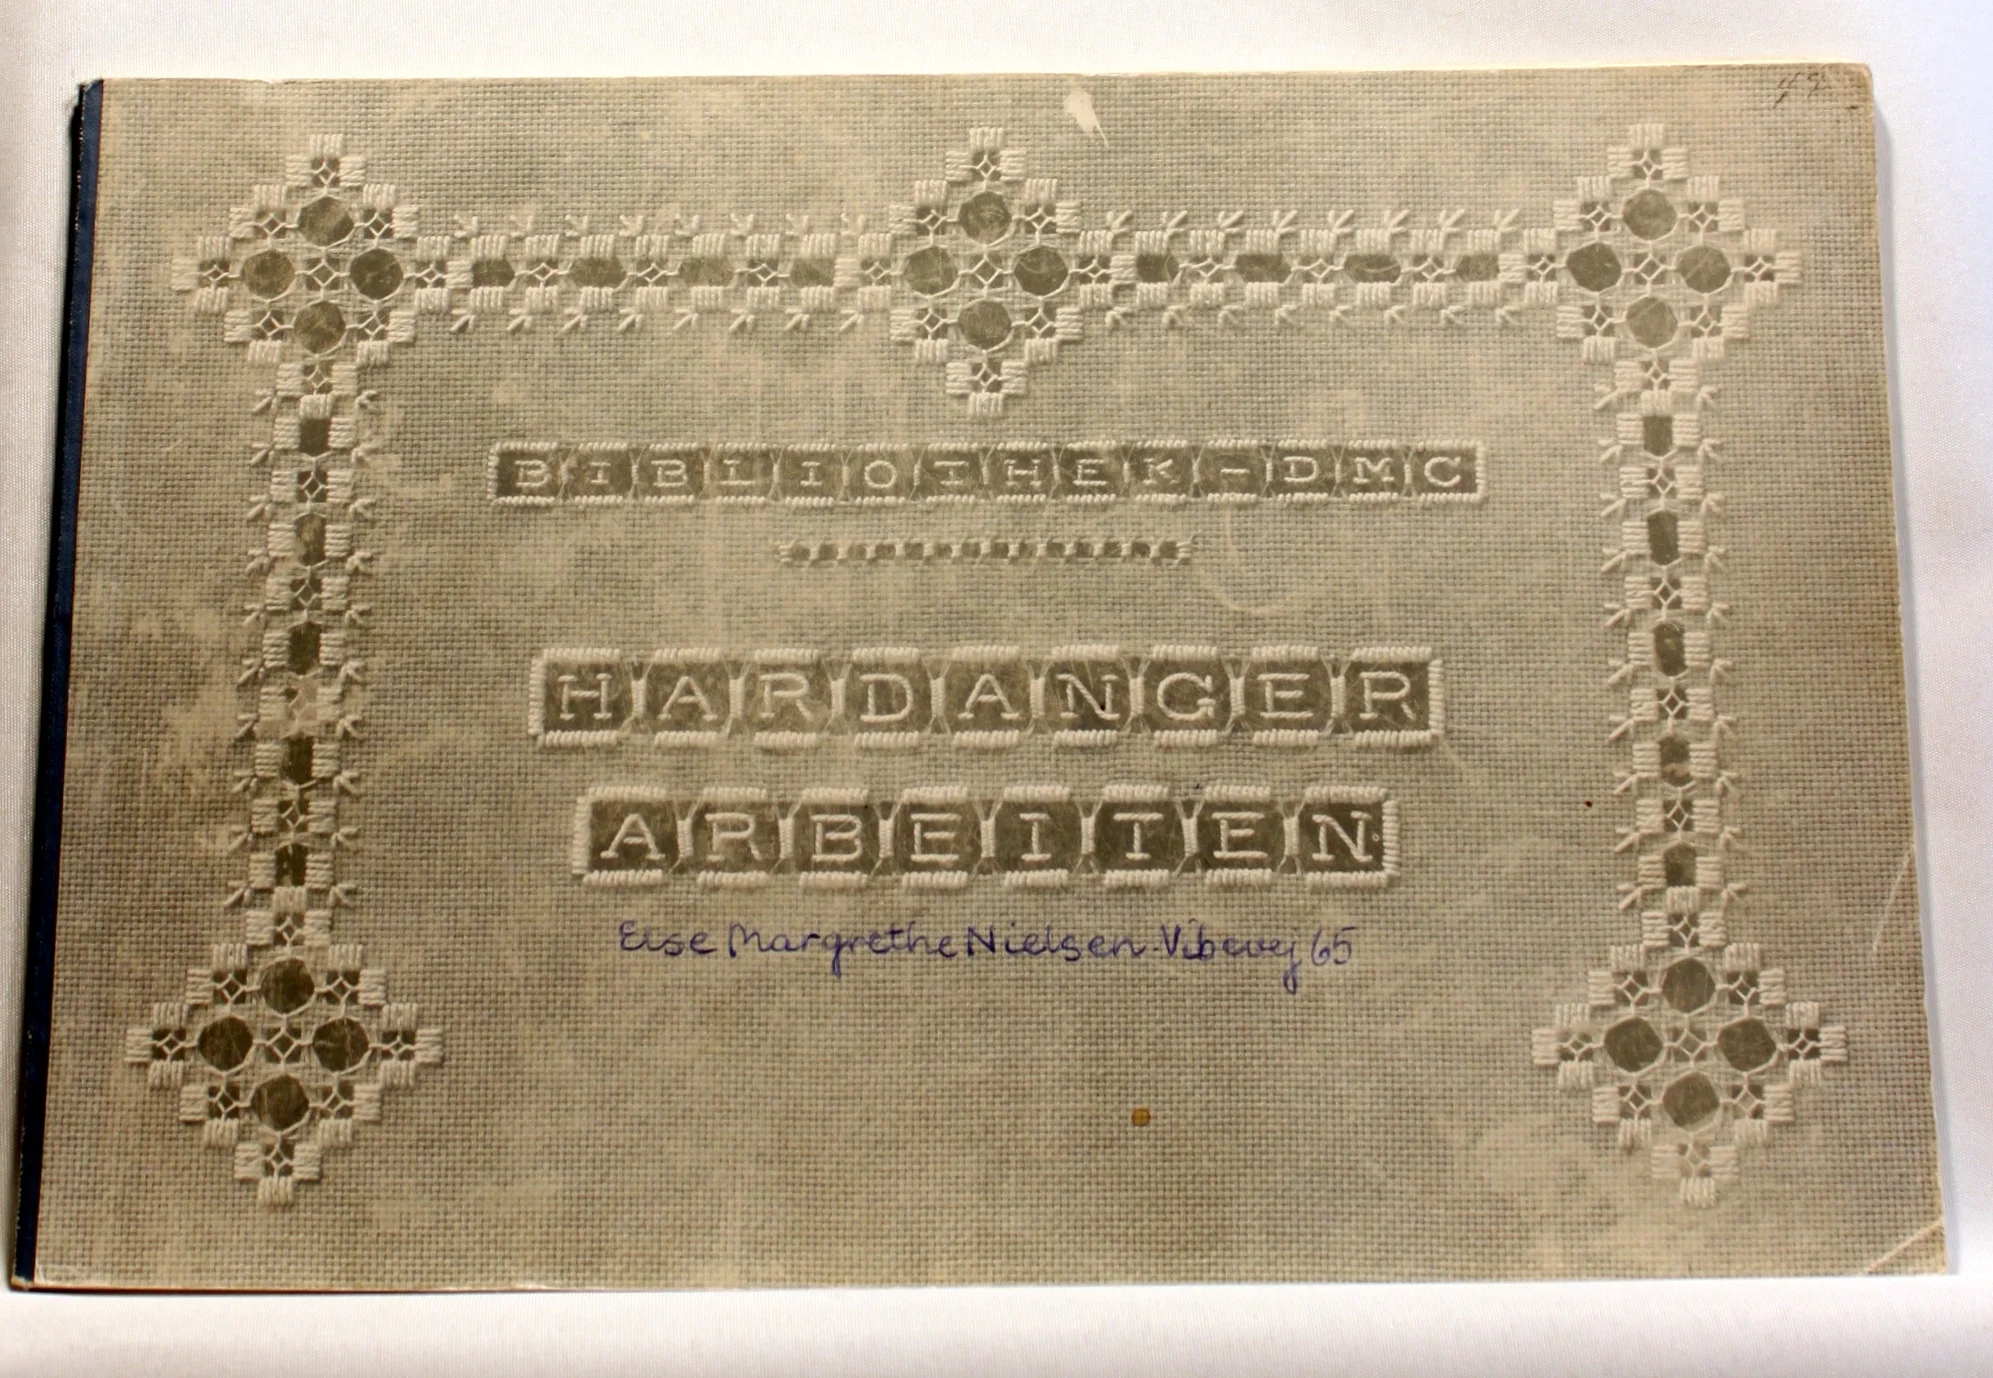 BIBLIOTHEK-DMC
HARDANGER
ARBEITEN
Else Margrethe Nielsen. Vibevej 65